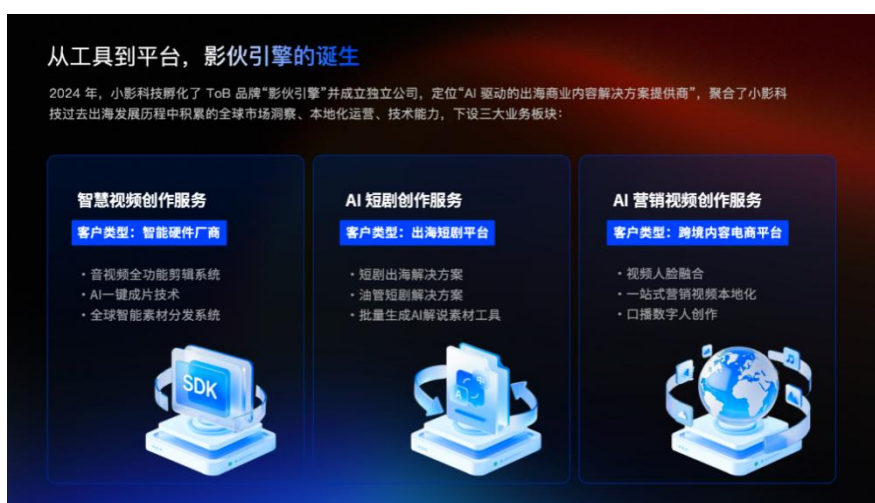 从工具到平台，影伙引擎的诞生
2024 年，小影科技孵化了 ToB 品牌“影伙引擎”并成立独立公司，定位“AI 驱动的出海商业内容解决方案提供商”，聚合了小影科
技过去出海发展历程中积累的全球市场洞察、本地化运营、技术能力，下设三大业务板块：
智慧视频创作服务
客户类型：智能硬件厂商
·音视频全功能剪辑系统
·AI一键成片技术
·全球智能素材分发系统
SDK
AI 短剧创作服务
客户类型：出海短剧平台
·短剧出海解决方案
·油管短剧解决方案
·批量生成AI解说素材工具
A
AI 营销视频创作服务
客户类型：跨境内容电商平台
·视频人脸融合
·一站式营销视频本地化
·口播数字人创作